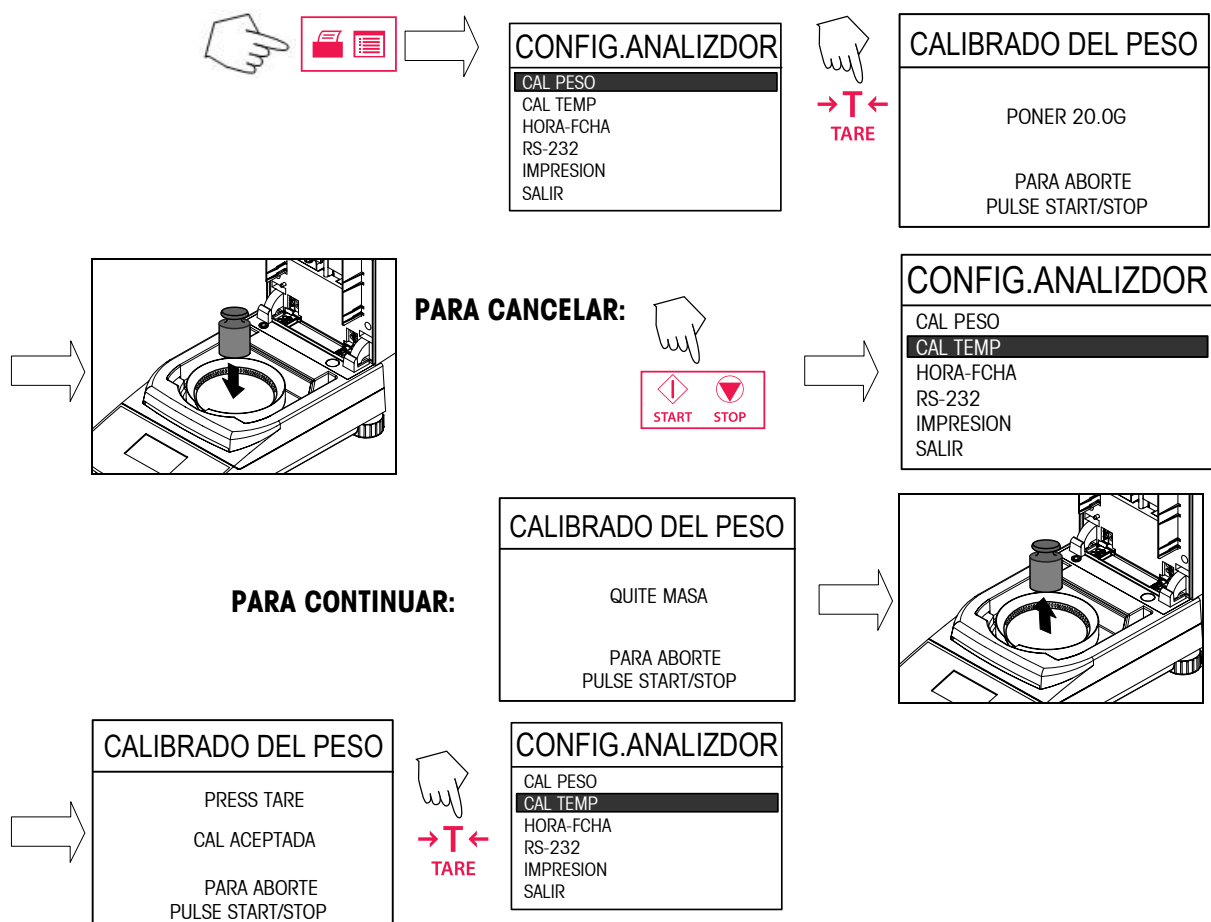 CONFIG.ANALIZDOR
CAL PESO
CAL TEMP
HORA-FCHA
RS-232
IMPRESION
SALIR
→T←
TARE
CALIBRADO DEL PESO
PONER 20.0G
PARA ABORTE
PULSE START/STOP
PARA CANCELAR:
START STOP
CONFIG.ANALIZDOR
CAL PESO
CAL TEMP
HORA-FCHA
RS-232
IMPRESION
SALIR
PARA CONTINUAR:
CALIBRADO DEL PESO
QUITE MASA
PARA ABORTE
PULSE START/STOP
CALIBRADO DEL PESO
PRESS TARE
CAL ACEPTADA
PARA ABORTE
PULSE START/STOP
→T←
TARE
CONFIG.ANALIZDOR
CAL PESO
CAL TEMP
HORA-FCHA
RS-232
IMPRESION
SALIR